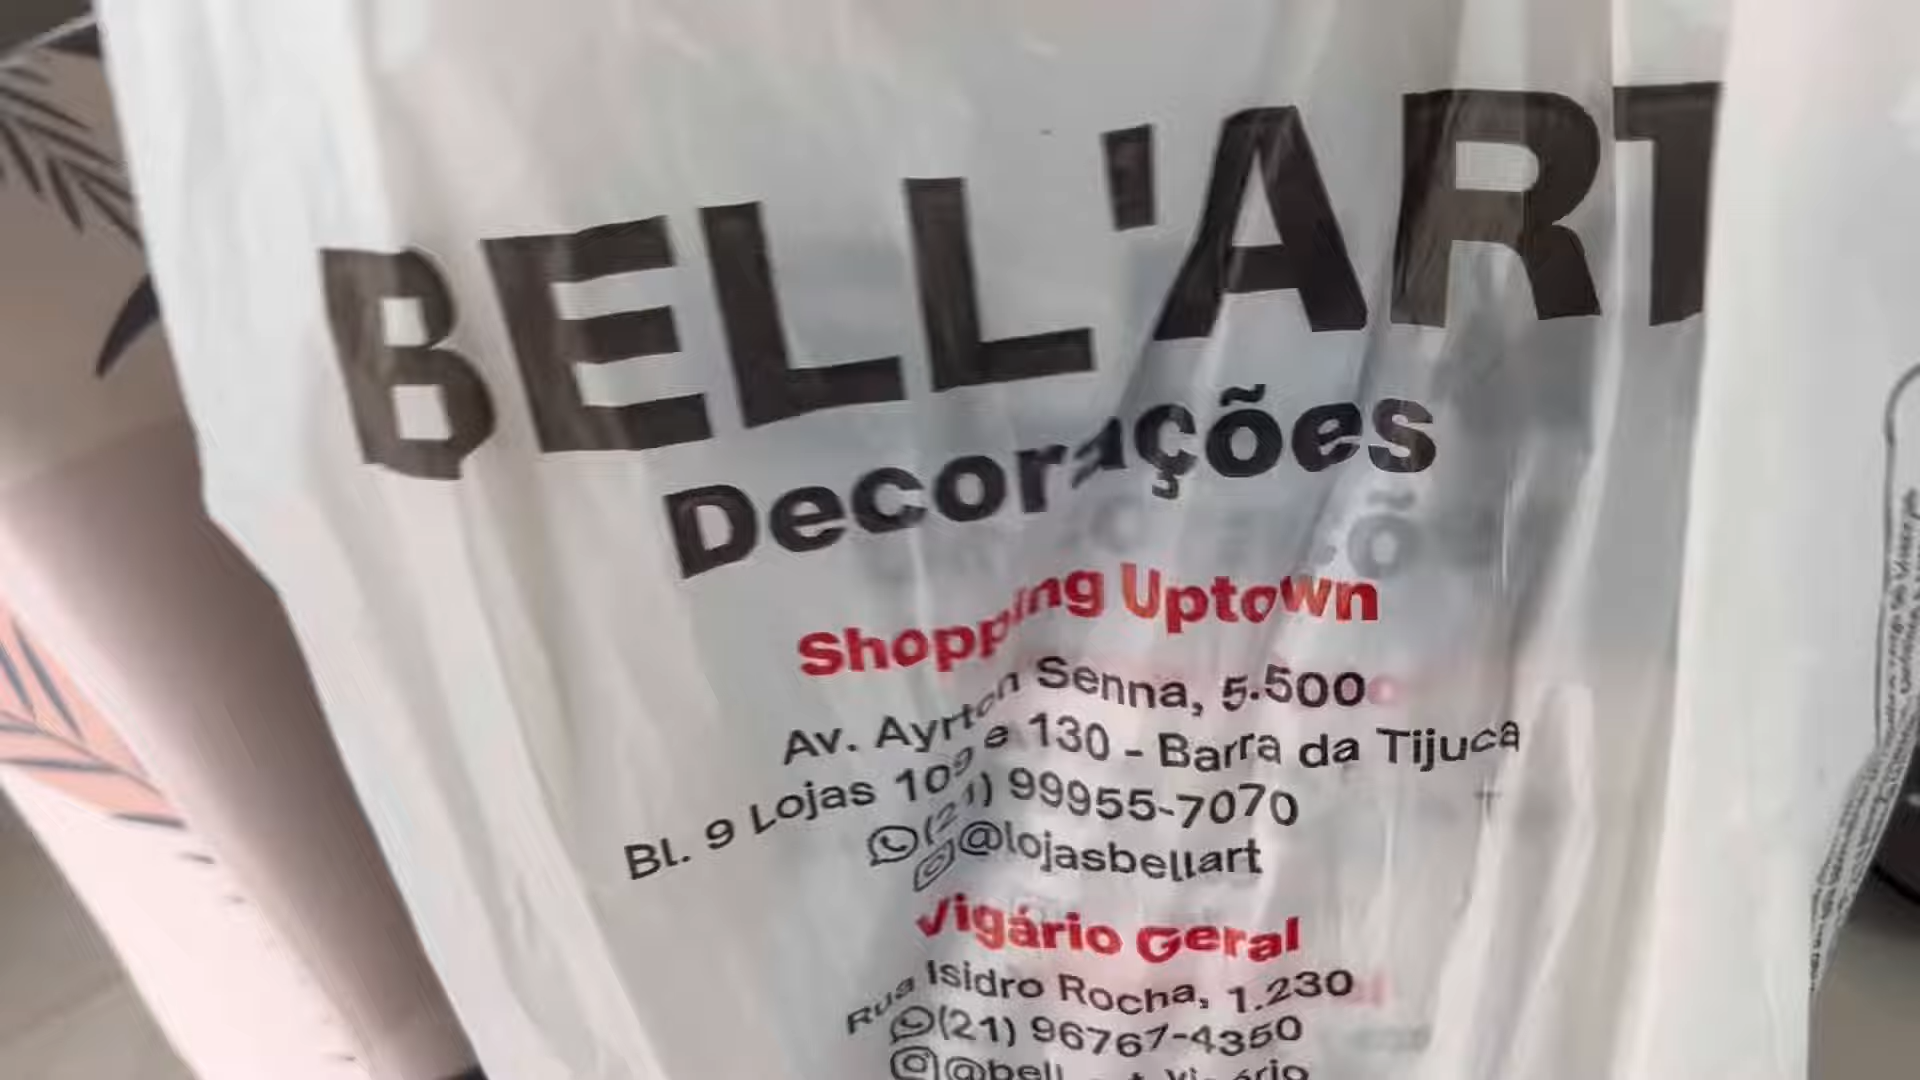 BELL'ART
Decorações
Shopping Uptown
Av. Ayrton Senna, 5.500
Bl. 9 Lojas 109 e 130 - Barra da Tijuca
(21) 99955-7070
@lojasbellart
Vigário Geral
Rua Isidro Rocha, 1.230
(21) 96767-4350